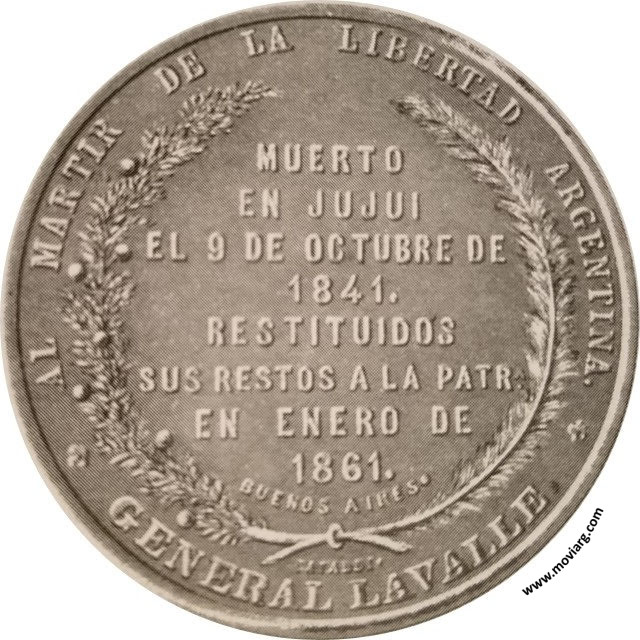 AL MARTIR DE LA LIBERTAD ARGENTINA.
MUERTO
EN JUJUI
EL 9 DE OCTUBRE DE
1841.
RESTITUIDOS
SUS RESTOS A LA PATR
EN ENERO DE
1861.
BUENOS AIRES.
GENERAL LAVALLE
www.moviarg.com